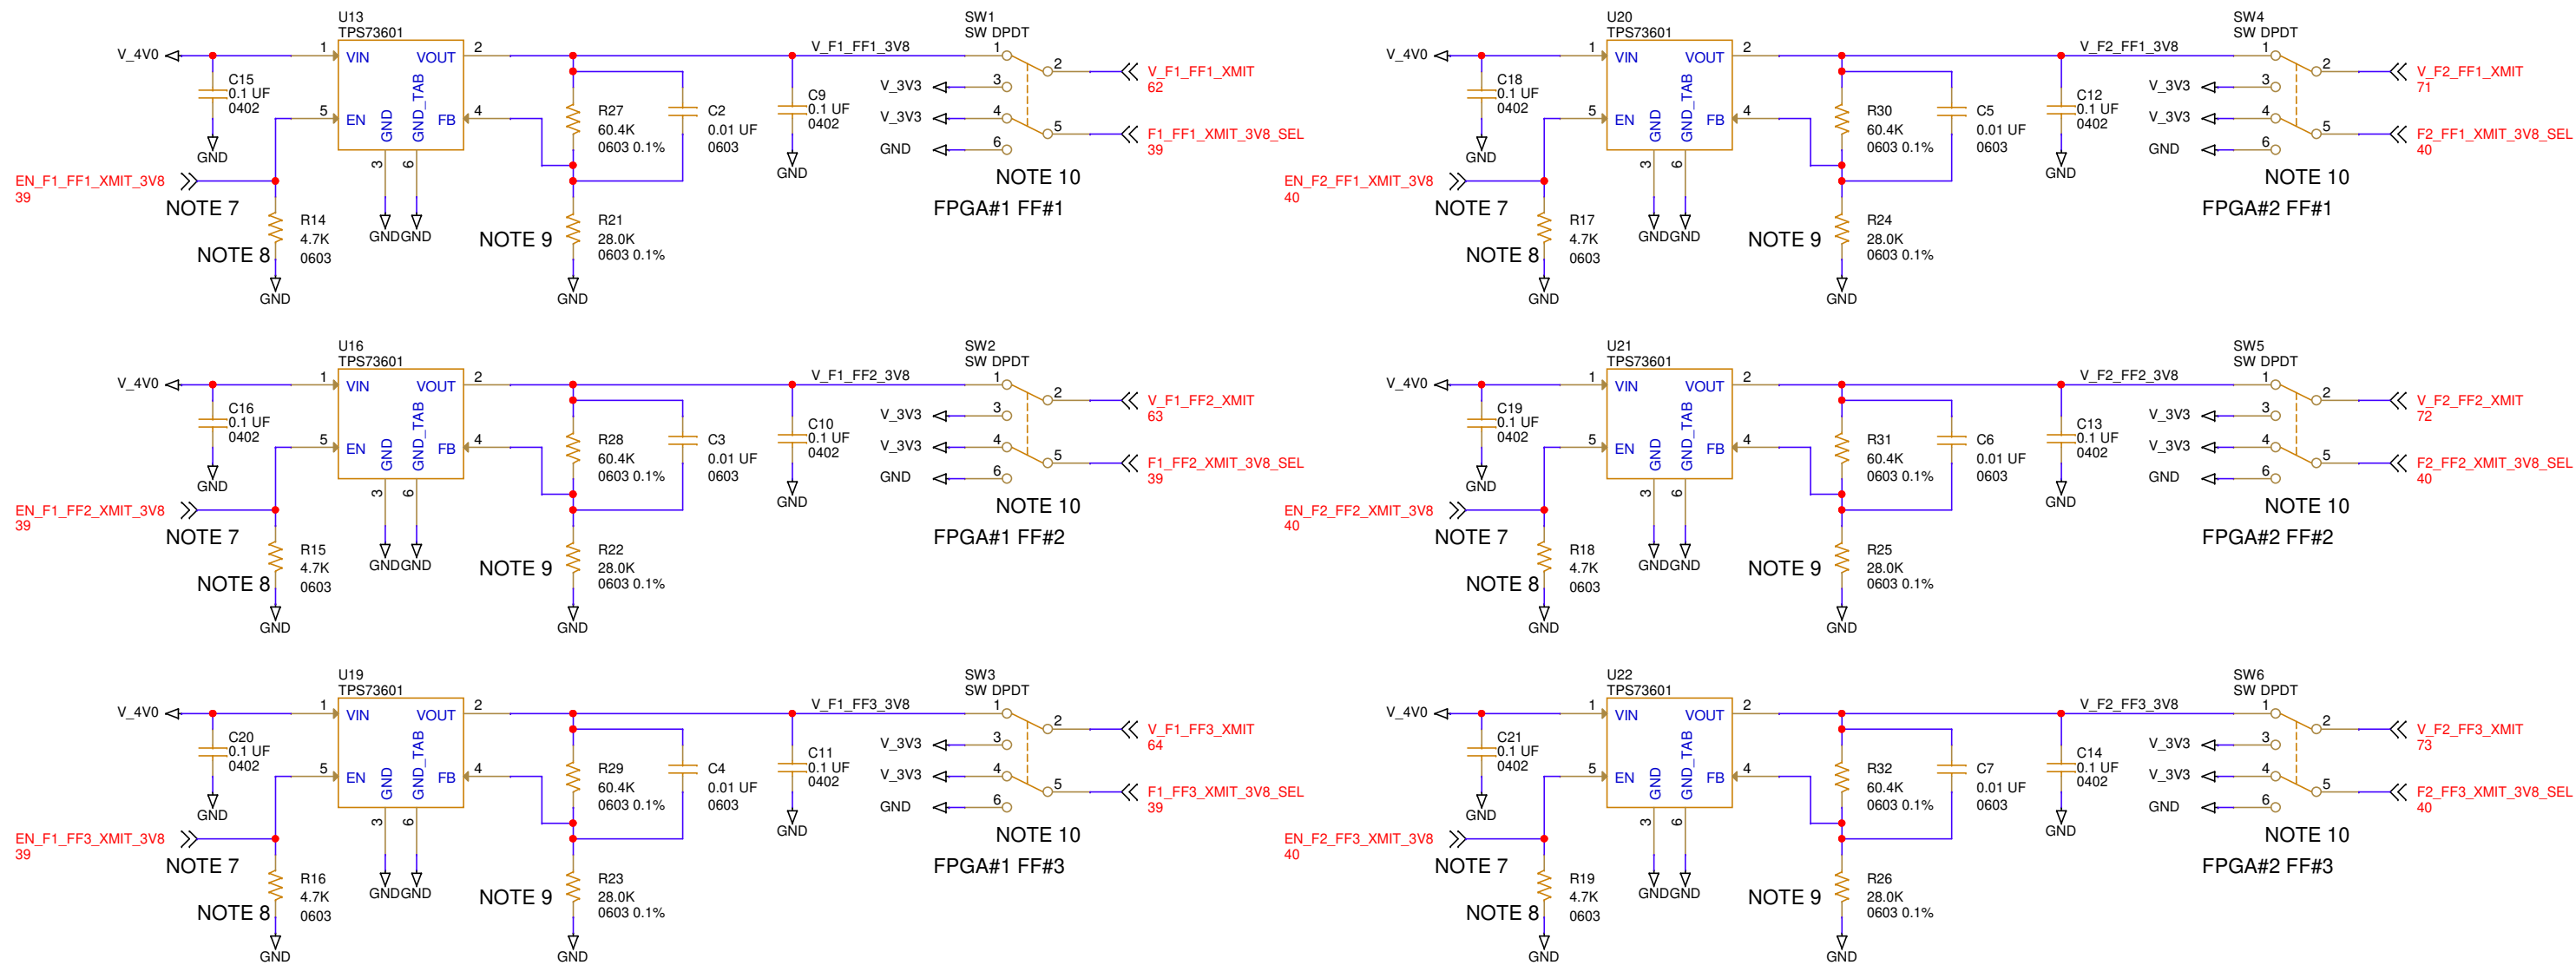 U13
TPS73601
V_4V0
1
VIN
VOUT
2
C15
0.1 UF
0402
GND
5
EN
GND
GND_TAB
FB
4
3
6
GND
GND
EN_F1_FF1_XMIT_3V8
39
NOTE 7
R14
4.7K
0603
NOTE 8
GND
R27
60.4K
0603 0.1%
C2
0.01 UF
0603
NOTE 9
R21
28.0K
0603 0.1%
GND
C9
0.1 UF
0402
GND
V_F1_FF1_3V8
SW1
SW DPDT
1
2
V_F1_FF1_XMIT
62
V_3V3
3
V_3V3
4
5
F1_FF1_XMIT_3V8_SEL
39
GND
6
NOTE 10
FPGA#1 FF#1
U20
TPS73601
V_4V0
1
VIN
VOUT
2
C18
0.1 UF
0402
GND
5
EN
GND
GND_TAB
FB
4
3
6
GND
GND
EN_F2_FF1_XMIT_3V8
40
NOTE 7
R17
4.7K
0603
NOTE 8
GND
R30
60.4K
0603 0.1%
C5
0.01 UF
0603
NOTE 9
R24
28.0K
0603 0.1%
GND
C12
0.1 UF
0402
GND
V_F2_FF1_3V8
SW4
SW DPDT
1
2
V_F2_FF1_XMIT
71
V_3V3
3
V_3V3
4
5
F2_FF1_XMIT_3V8_SEL
40
GND
6
NOTE 10
FPGA#2 FF#1
U16
TPS73601
V_4V0
1
VIN
VOUT
2
C16
0.1 UF
0402
GND
5
EN
GND
GND_TAB
FB
4
3
6
GND
GND
EN_F1_FF2_XMIT_3V8
39
NOTE 7
R15
4.7K
0603
NOTE 8
GND
R28
60.4K
0603 0.1%
C3
0.01 UF
0603
NOTE 9
R22
28.0K
0603 0.1%
GND
C10
0.1 UF
0402
GND
V_F1_FF2_3V8
SW2
SW DPDT
1
2
V_F1_FF2_XMIT
63
V_3V3
3
V_3V3
4
5
F1_FF2_XMIT_3V8_SEL
39
GND
6
NOTE 10
FPGA#1 FF#2
U21
TPS73601
V_4V0
1
VIN
VOUT
2
C19
0.1 UF
0402
GND
5
EN
GND
GND_TAB
FB
4
3
6
GND
GND
EN_F2_FF2_XMIT_3V8
40
NOTE 7
R18
4.7K
0603
NOTE 8
GND
R31
60.4K
0603 0.1%
C6
0.01 UF
0603
NOTE 9
R25
28.0K
0603 0.1%
GND
C13
0.1 UF
0402
GND
V_F2_FF2_3V8
SW5
SW DPDT
1
2
V_F2_FF2_XMIT
72
V_3V3
3
V_3V3
4
5
F2_FF2_XMIT_3V8_SEL
40
GND
6
NOTE 10
FPGA#2 FF#2
U19
TPS73601
V_4V0
1
VIN
VOUT
2
C20
0.1 UF
0402
GND
5
EN
GND
GND_TAB
FB
4
3
6
GND
GND
EN_F1_FF3_XMIT_3V8
39
NOTE 7
R16
4.7K
0603
NOTE 8
GND
R29
60.4K
0603 0.1%
C4
0.01 UF
0603
NOTE 9
R23
28.0K
0603 0.1%
GND
C11
0.1 UF
0402
GND
V_F1_FF3_3V8
SW3
SW DPDT
1
2
V_F1_FF3_XMIT
64
V_3V3
3
V_3V3
4
5
F1_FF3_XMIT_3V8_SEL
39
GND
6
NOTE 10
FPGA#1 FF#3
U22
TPS73601
V_4V0
1
VIN
VOUT
2
C21
0.1 UF
0402
GND
5
EN
GND
GND_TAB
FB
4
3
6
GND
GND
EN_F2_FF3_XMIT_3V8
40
NOTE 7
R19
4.7K
0603
NOTE 8
GND
R32
60.4K
0603 0.1%
C7
0.01 UF
0603
NOTE 9
R26
28.0K
0603 0.1%
GND
C14
0.1 UF
0402
GND
V_F2_FF3_3V8
SW6
SW DPDT
1
2
V_F2_FF3_XMIT
73
V_3V3
3
V_3V3
4
5
F2_FF3_XMIT_3V8_SEL
40
GND
6
NOTE 10
FPGA#2 FF#3